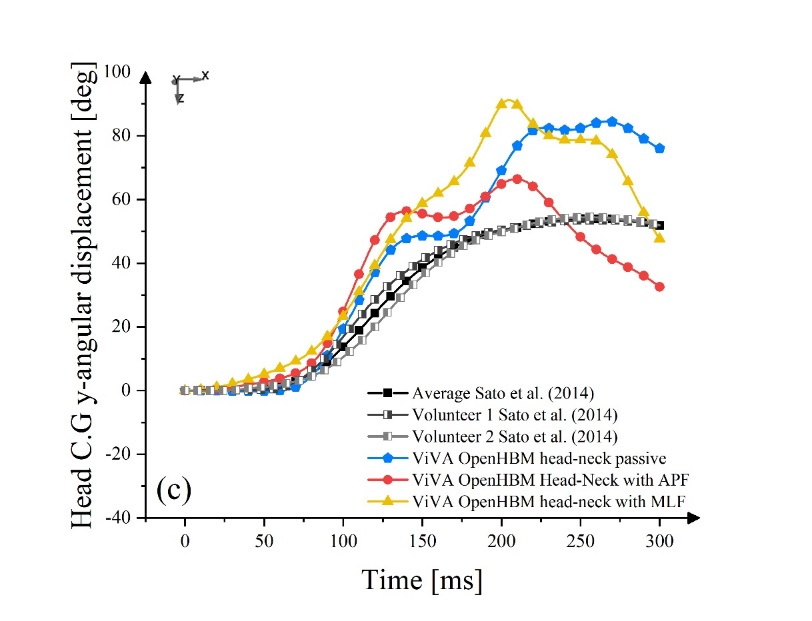 Head C.G y-angular displacement [deg]
100
80
60
40
20
0
-20
-40
Y
X
Z
Average Sato et al. (2014)
Volunteer 1 Sato et al. (2014)
Volunteer 2 Sato et al. (2014)
ViVA OpenHBM head-neck passive
ViVA OpenHBM Head-Neck with APF
ViVA OpenHBM head-neck with MLF
(c)
0 50 100 150 200 250 300
Time [ms]